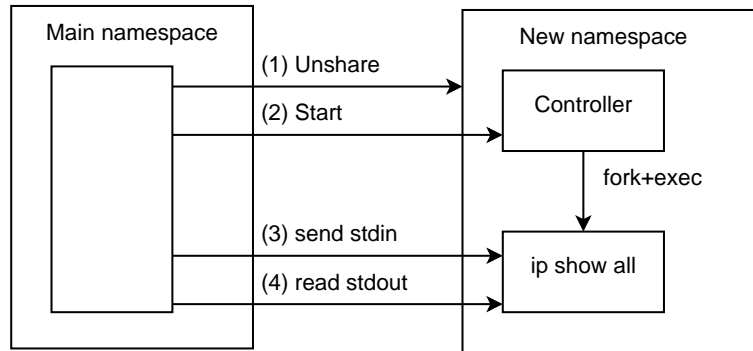 Main namespace
New namespace
(1) Unshare
(2) Start
Controller
fork+exec
(3) send stdin
ip show all
(4) read stdout